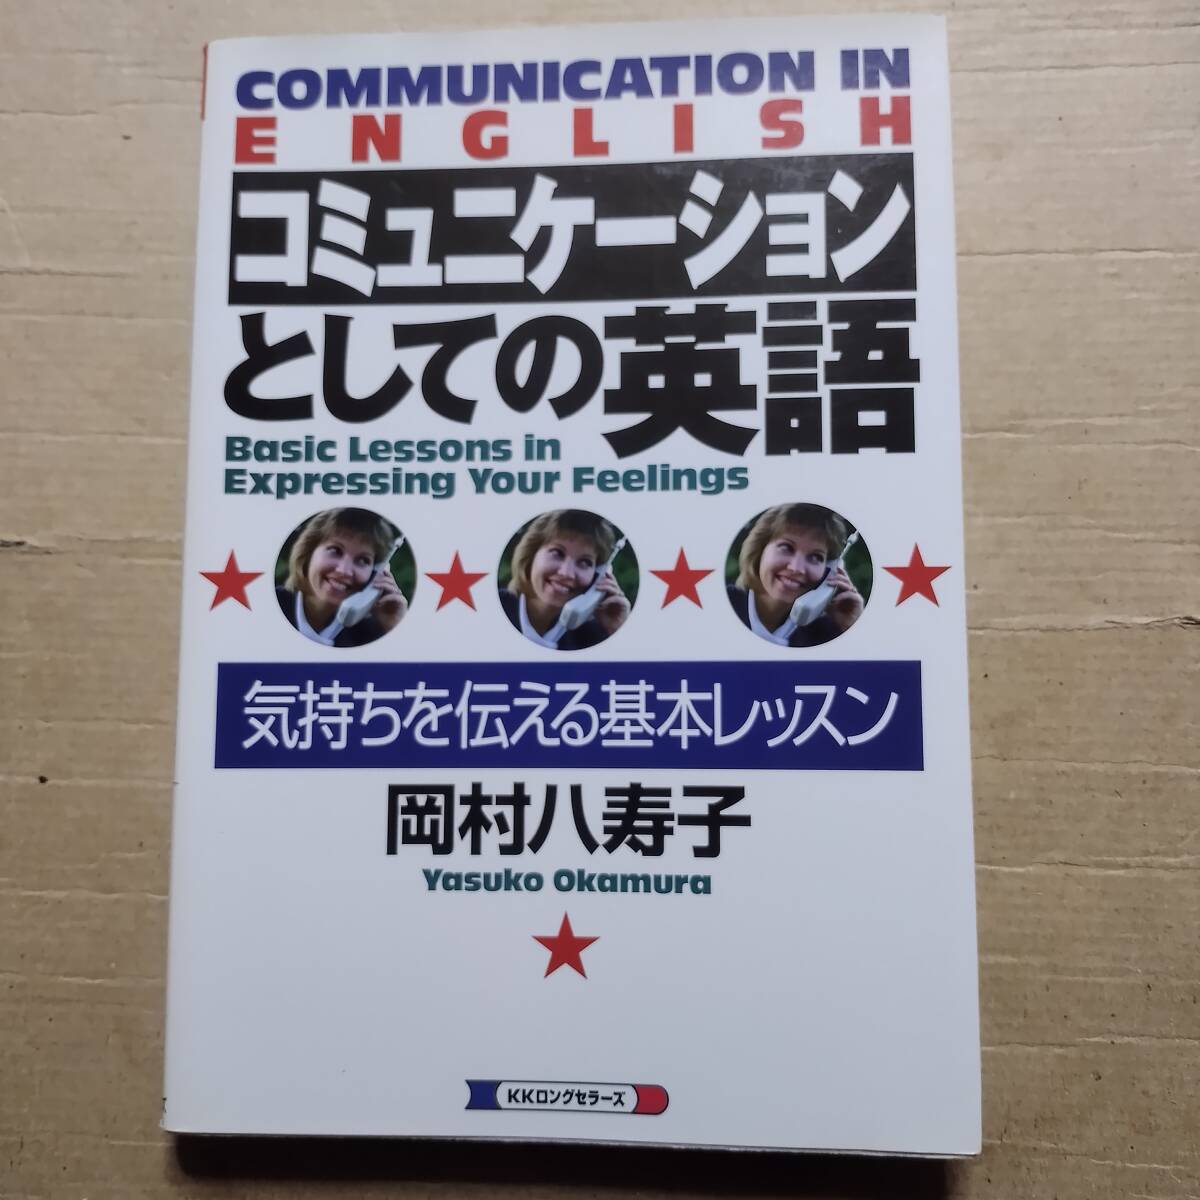 COMMUNICATION IN
ENGLISH
コミュニケーション
としての英語
Basic Lessons in
Expressing Your Feelings
気持ちを伝える基本レッスン
岡村八寿子
Yasuko Okamura
KKロングセラーズ